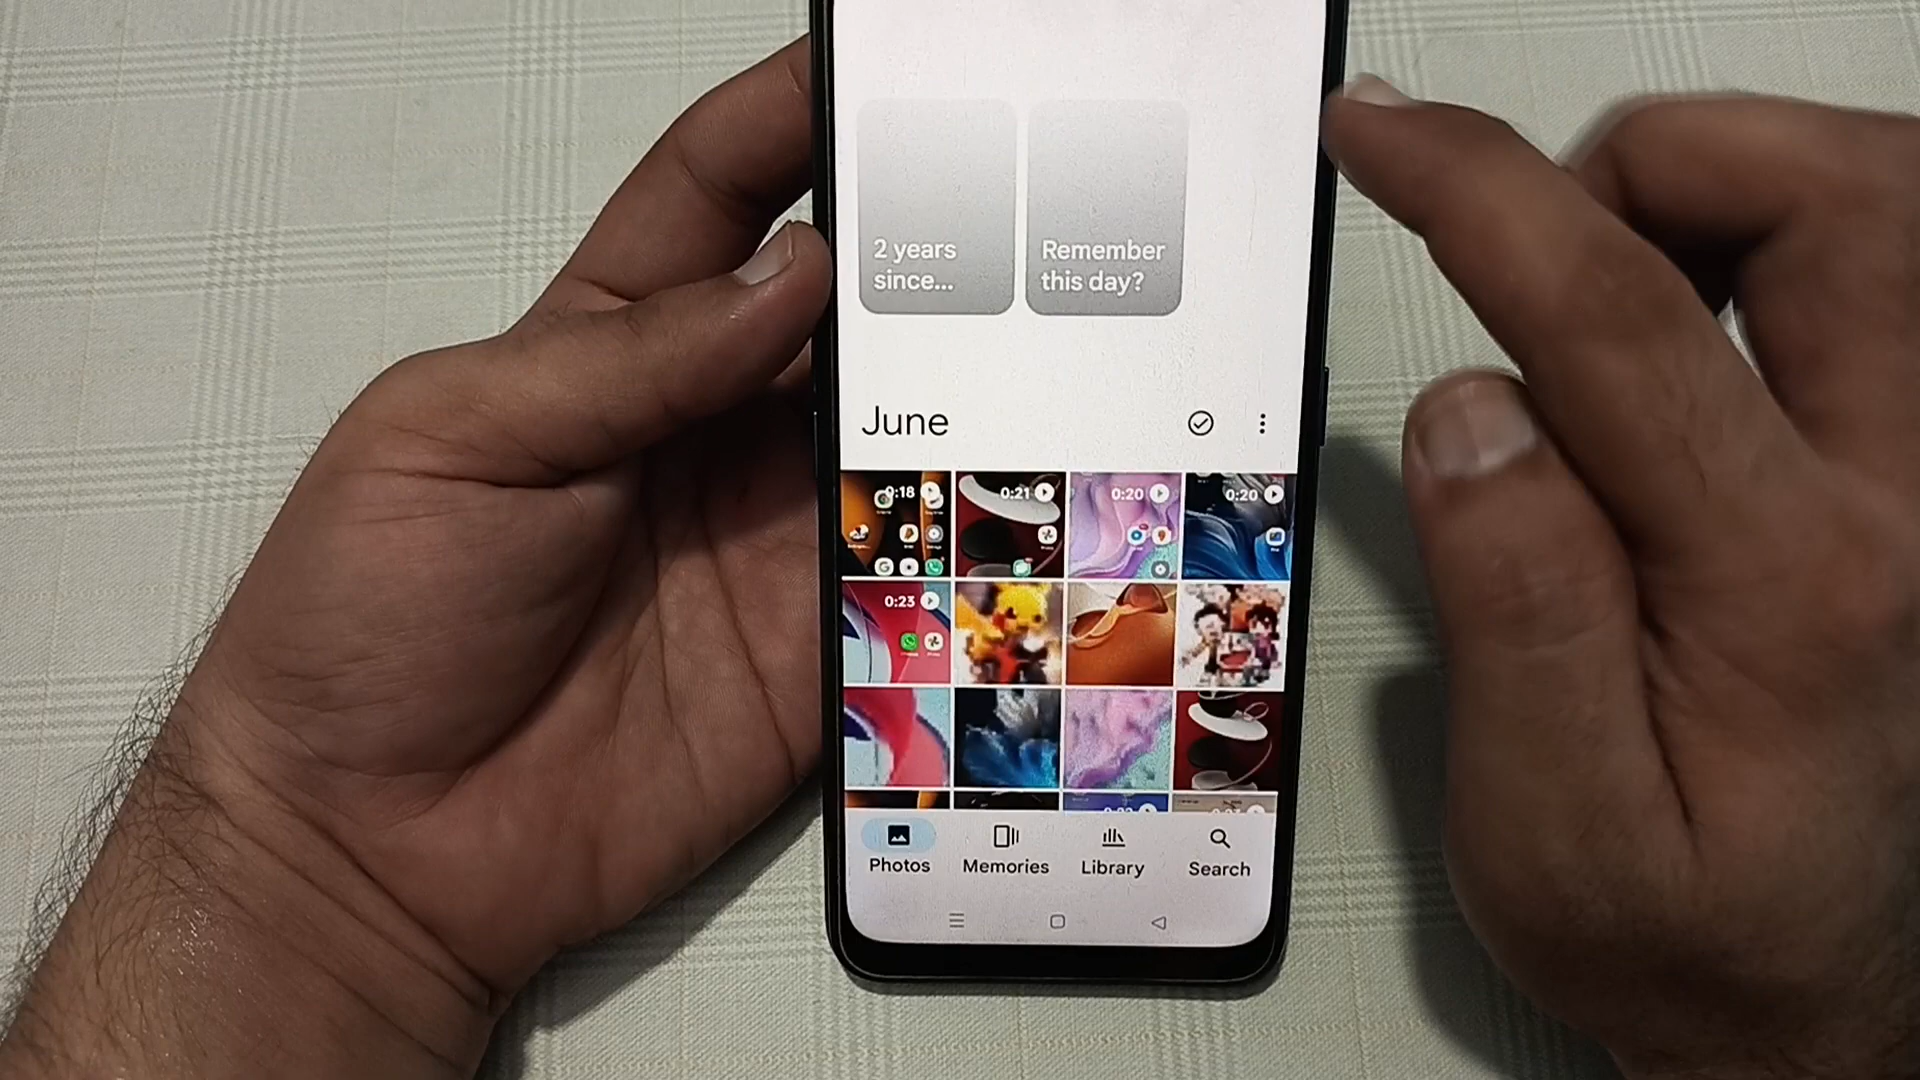 2 years
since...
Remember
this day?
June
0:18
0:21
0:20
0:20
0:23
Photos
Memories
Library
Search